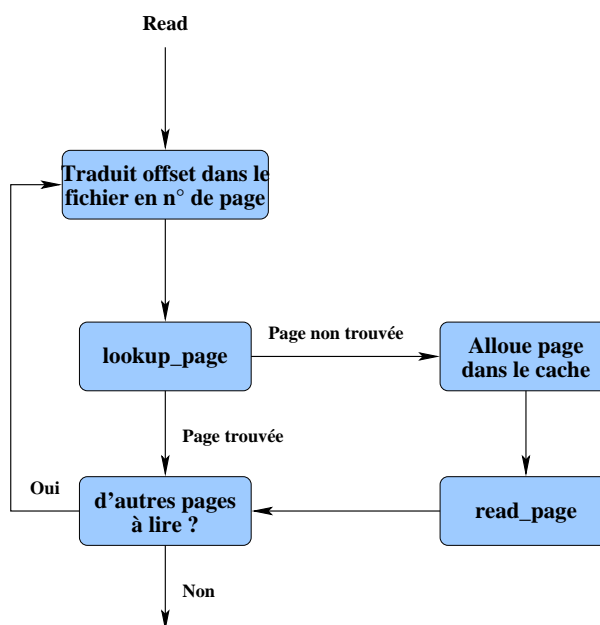 Read
Traduit offset dans le
fichier en n° de page
Page non trouvée
lookup_page
Alloue page
dans le cache
Page trouvée
Oui
d'autres pages
à lire ?
read_page
Non